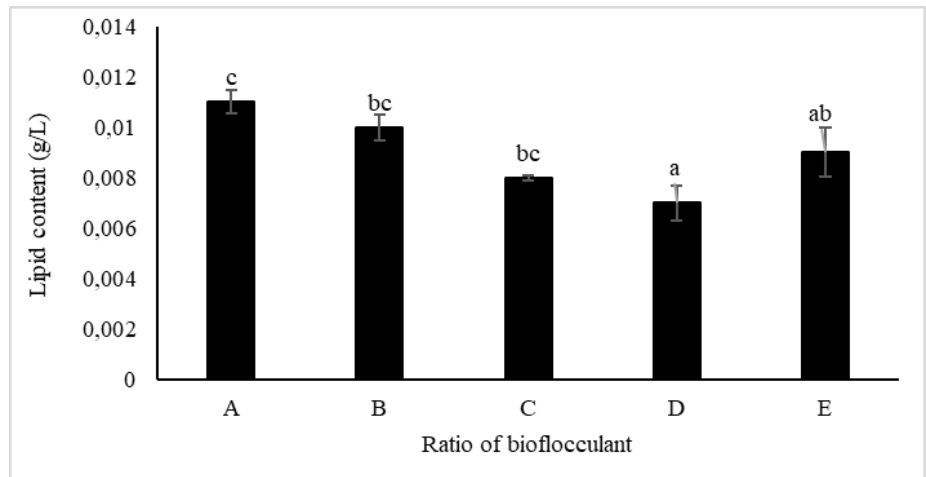 0,014
0,012
0,01
0,008
0,006
0,004
0,002
0
Lipid content (g/L)
c
bc
bc
a
ab
A B C D E
Ratio of bioflocculant